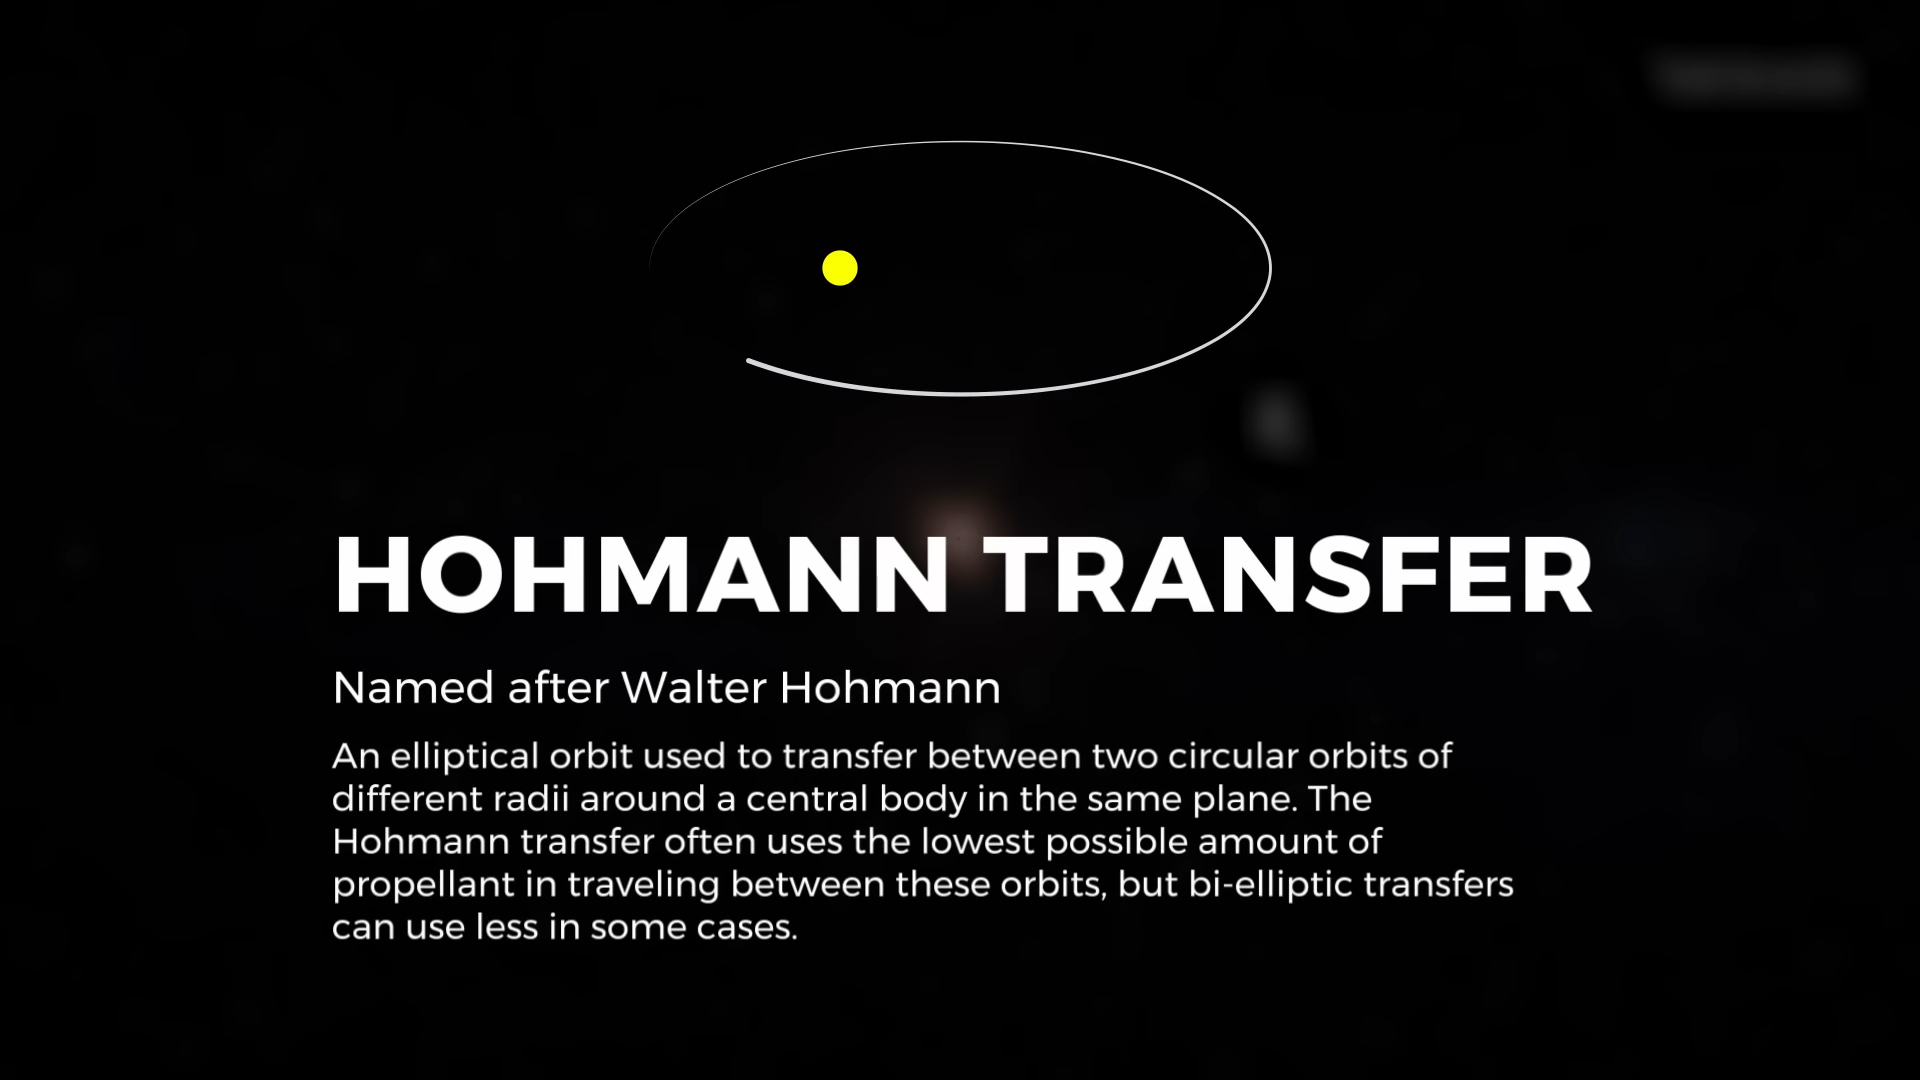 HOHMANN TRANSFER
Named after Walter Hohmann
An elliptical orbit used to transfer between two circular orbits of
different radii around a central body in the same plane. The
Hohmann transfer often uses the lowest possible amount of
propellant in traveling between these orbits, but bi-elliptic transfers
can use less in some cases.